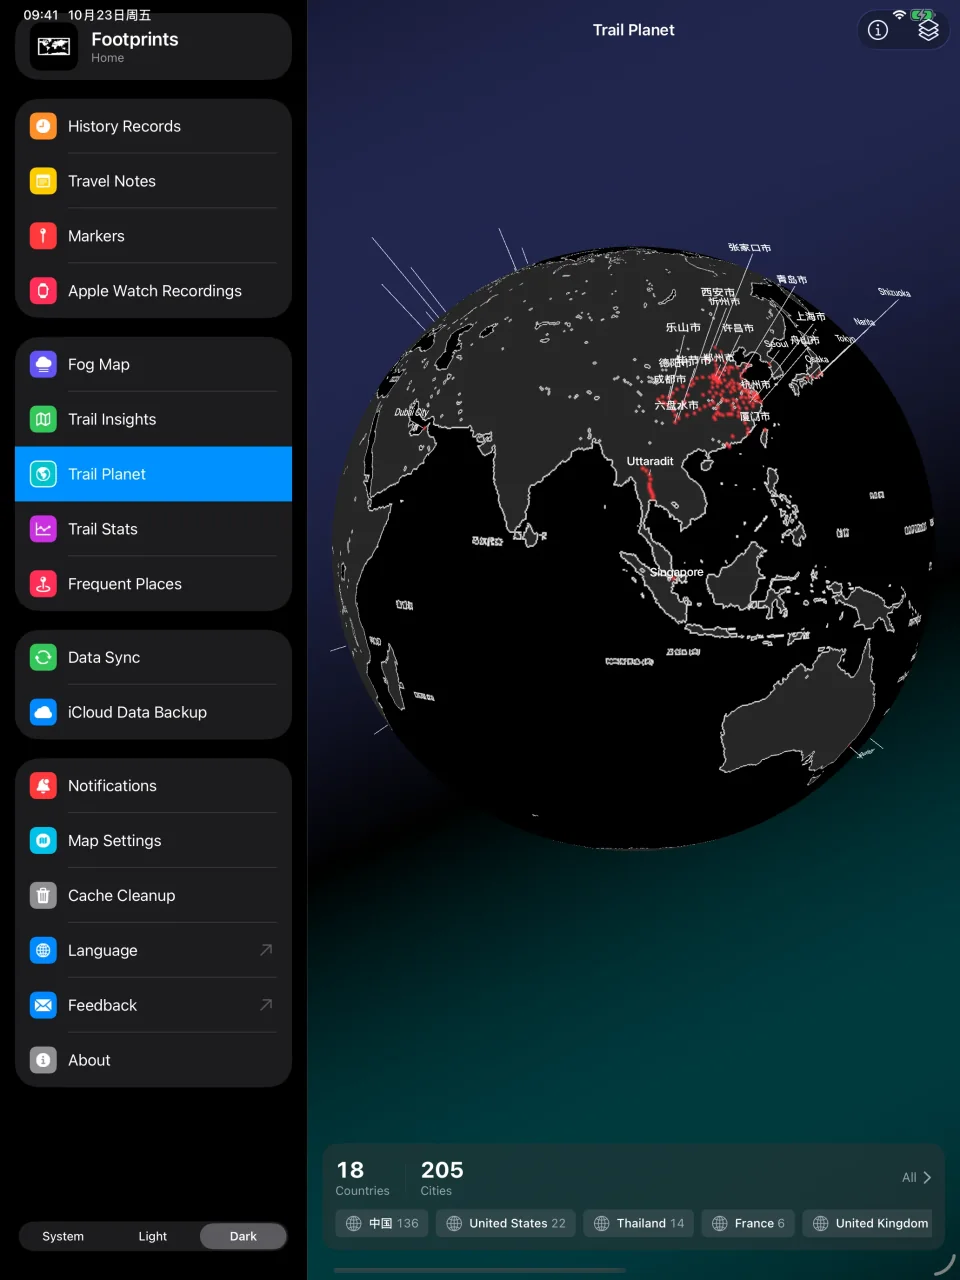 09:41 10月23日周五
Footprints
Home
History Records
Travel Notes
Markers
Apple Watch Recordings
Fog Map
Trail Insights
Trail Planet
Trail Stats
Frequent Places
Data Sync
iCloud Data Backup
Notifications
Map Settings
Cache Cleanup
Language
Feedback
About
System
Light
Dark
Trail Planet
张家口市
青岛市
西安市
Shizuoka
忻州市
上海市
Narita
乐山市
许昌市
Seoul
舟山市
Tokyo
Osaka
成都市
杭州市
六盘水市
厦门市
Dubai City
Uttaradit
Singapore
18
Countries
205
Cities
All
中国 136
United States 22
Thailand 14
France 6
United Kingdom